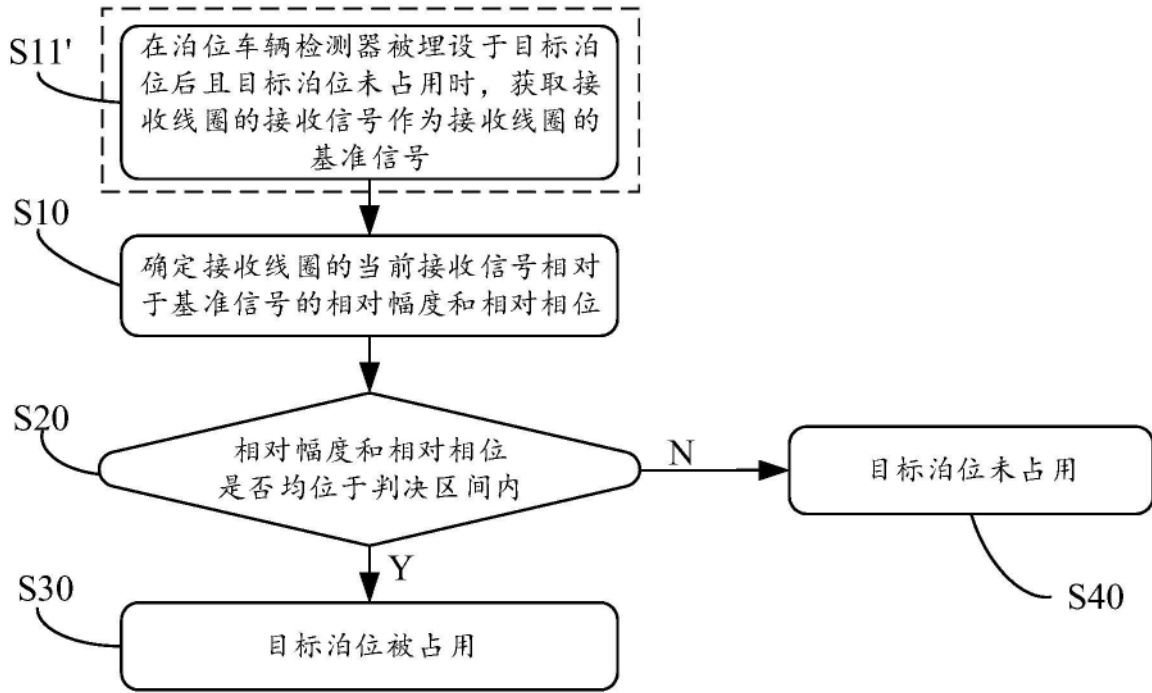 S11'
在泊位车辆检测器被埋设于目标泊
位后且目标泊位未占用时，获取接
收线圈的接收信号作为接收线圈的
基准信号
S10
确定接收线圈的当前接收信号相对
于基准信号的相对幅度和相对相位
S20
相对幅度和相对相位
是否均位于判决区间内
N
目标泊位未占用
S40
Y
S30
目标泊位被占用